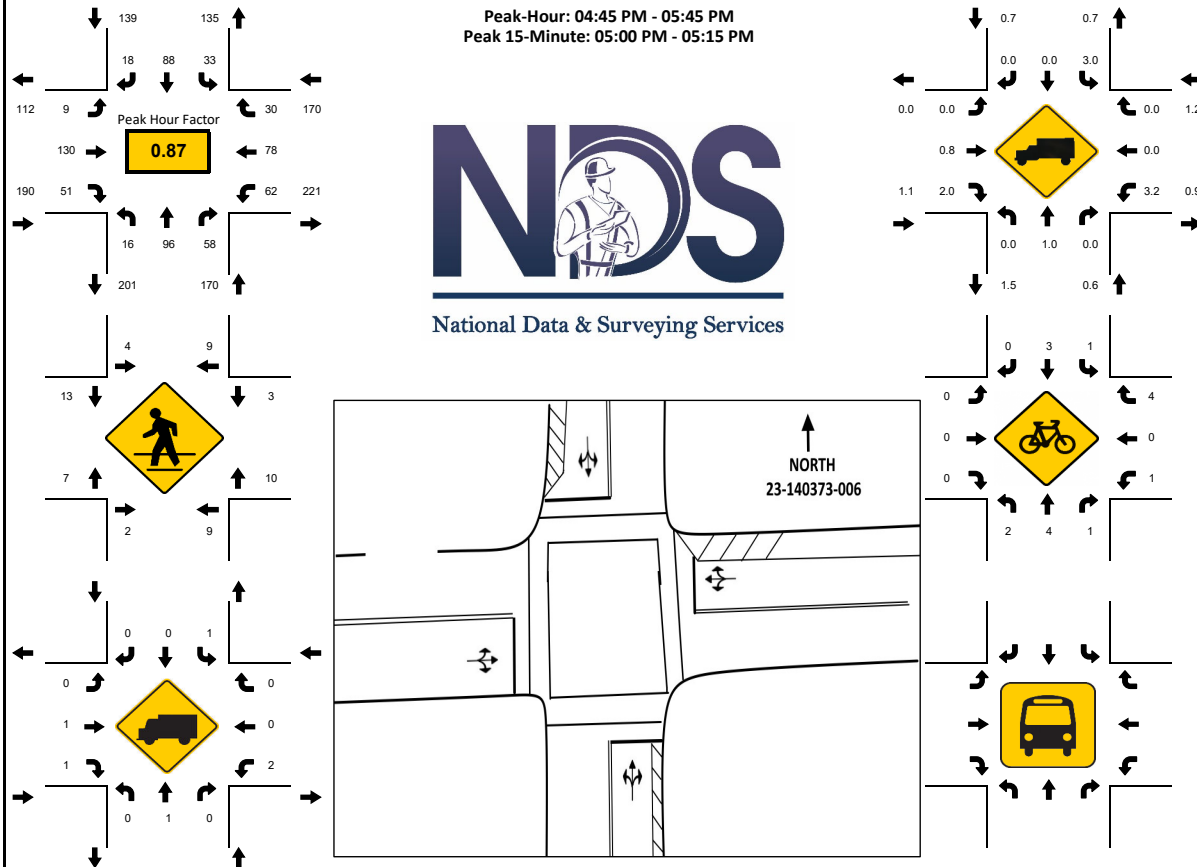 Peak-Hour: 04:45 PM - 05:45 PM
Peak 15-Minute: 05:00 PM - 05:15 PM
139 135
18 88 33
112 9 30 170
Peak Hour Factor
130 0.87 78
190 51 62 221
16 96 58
201 170
0.7 0.7
0.0 0.0 3.0
0.0 0.0 0.0 1.2
0.8 0.0
1.1 2.0 3.2 0.9
0.0 1.0 0.0
1.5 0.6
NDS
National Data & Surveying Services
4 9
13 3
7 10
2 9
NORTH
23-140373-006
0 3 1
0 4
0 0
0 1
2 4 1
0 0 1
0 0
1 0
1 2
0 1 0